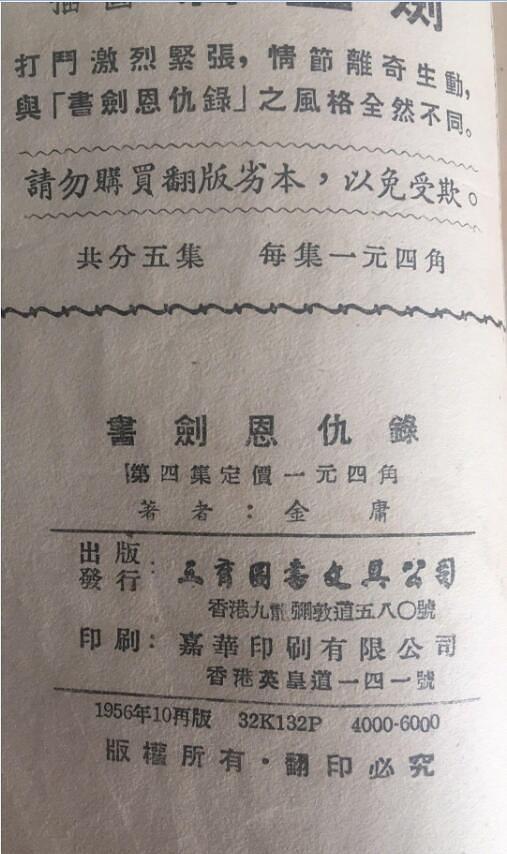 插圖 碧血劍
打鬥激烈緊張，情節離奇生動，
與「書劍恩仇錄」之風格全然不同。
請勿購買翻版劣本，以免受欺。
共分五集 每集一元四角
書劍恩仇錄
第四集定價一元四角
著者：金庸
出版
發行：三育圖書文具公司
香港九龍彌敦道五八〇號
印刷：嘉華印刷有限公司
香港英皇道一四一號
1956年10再版 32K132P 4000-6000
版權所有·翻印必究